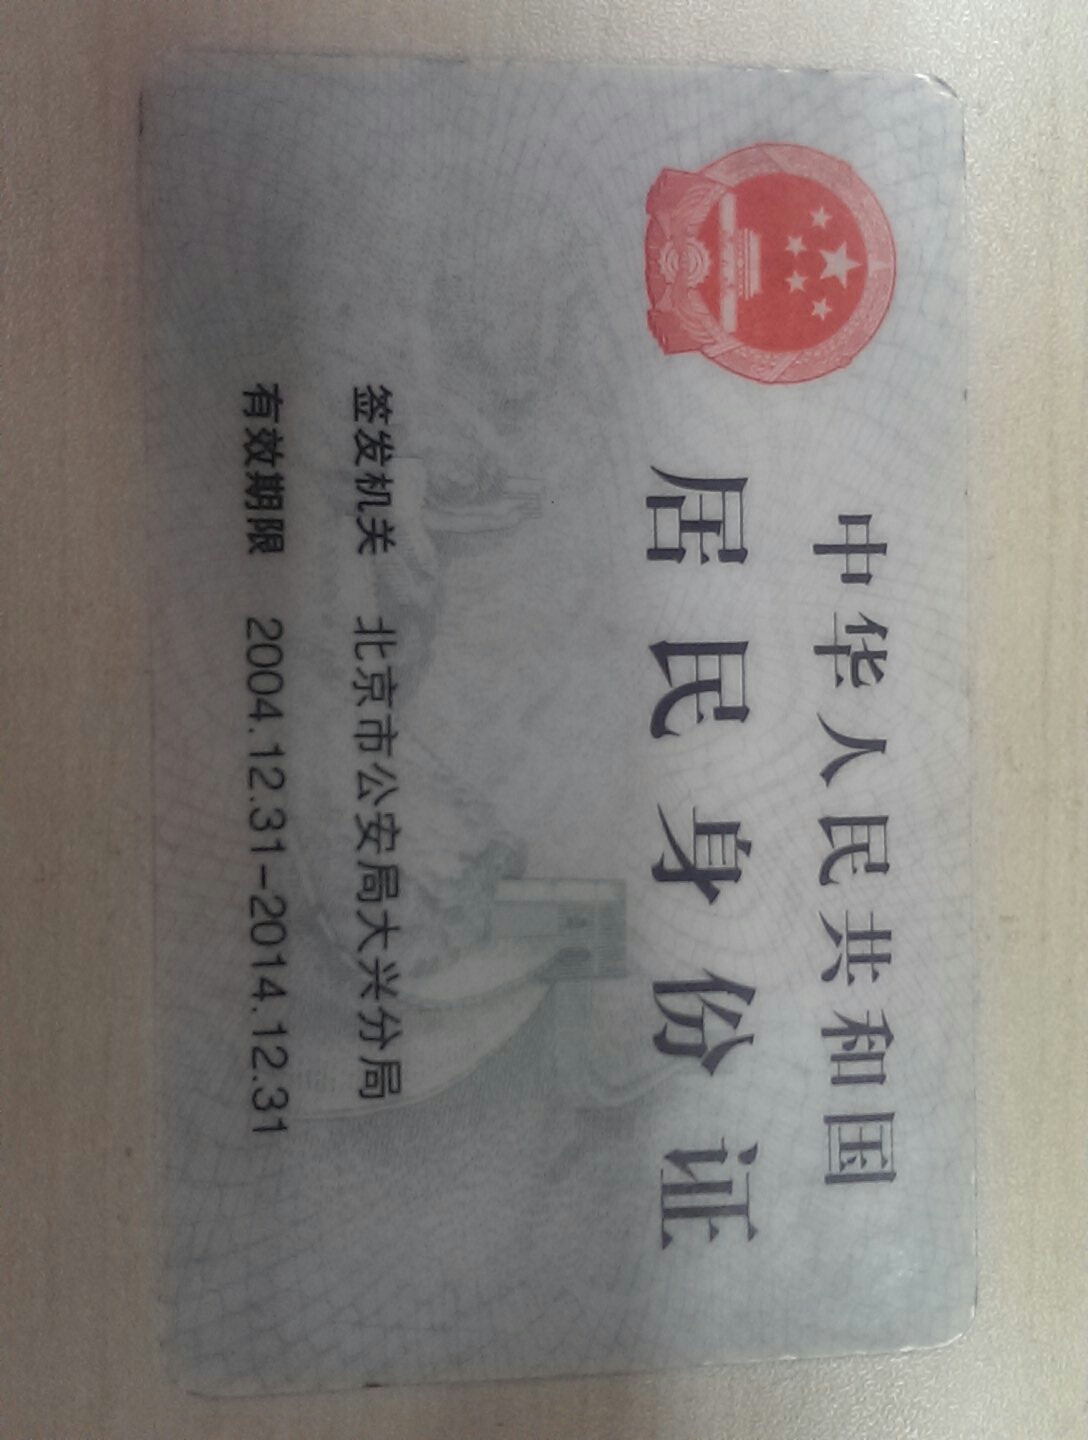 中华人民共和国
居民身份证
签发机关 北京市公安局大兴分局
有效期限 2004.12.31-2014.12.31